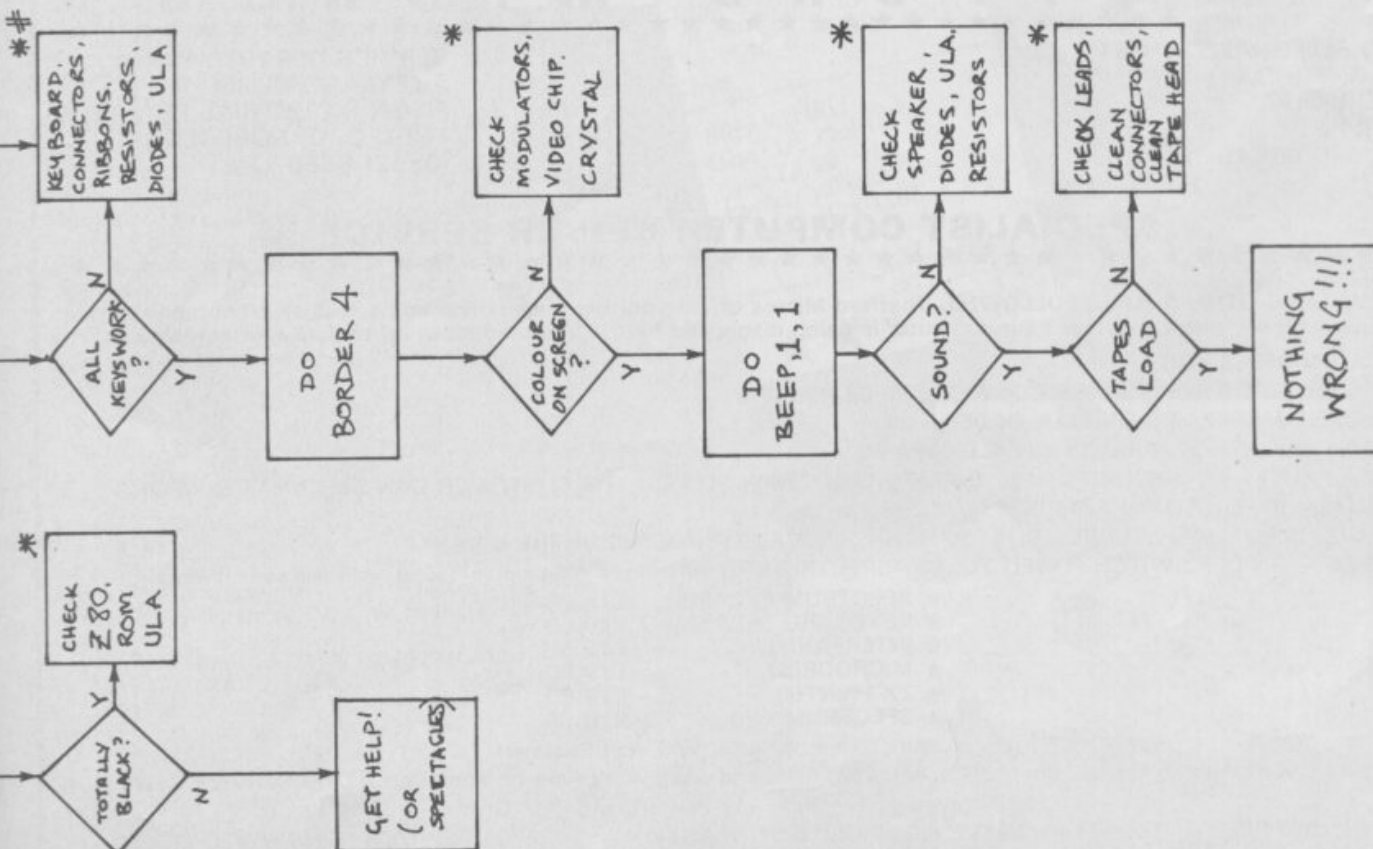 *#
KEYBOARD,
CONNECTORS,
RIBBONS,
RESISTORS,
DIODES, ULA
ALL
KEYS WORK
?
N
Y
DO
BORDER 4
*
CHECK
MODULATORS,
VIDEO CHIP.
CRYSTAL
COLOUR
ON SCREEN
?
N
Y
DO
BEEP,1,1
*
CHECK
SPEAKER,
DIODES, ULA,
RESISTORS
SOUND?
N
Y
*
CHECK LEADS,
CLEAN
CONNECTORS,
CLEAN
TAPE HEAD
TAPES
LOAD
N
Y
NOTHING
WRONG!!!
*
CHECK
Z80,
ROM
ULA
TOTALLY
BLACK?
Y
N
GET HELP!
(OR
SPECTACLES)